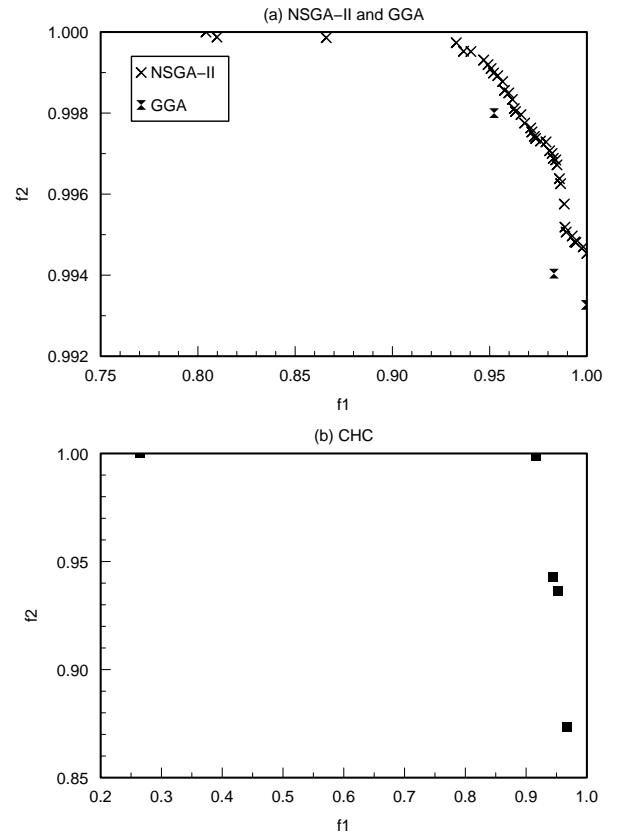 (a) NSGA−II and GGA
1.000
0.998
0.996
0.994
0.992
f2
NSGA−II
GGA
0.75 0.80 0.85 0.90 0.95 1.00
f1
(b) CHC
1.00
0.95
0.90
0.85
f2
0.2 0.3 0.4 0.5 0.6 0.7 0.8 0.9 1.0
f1